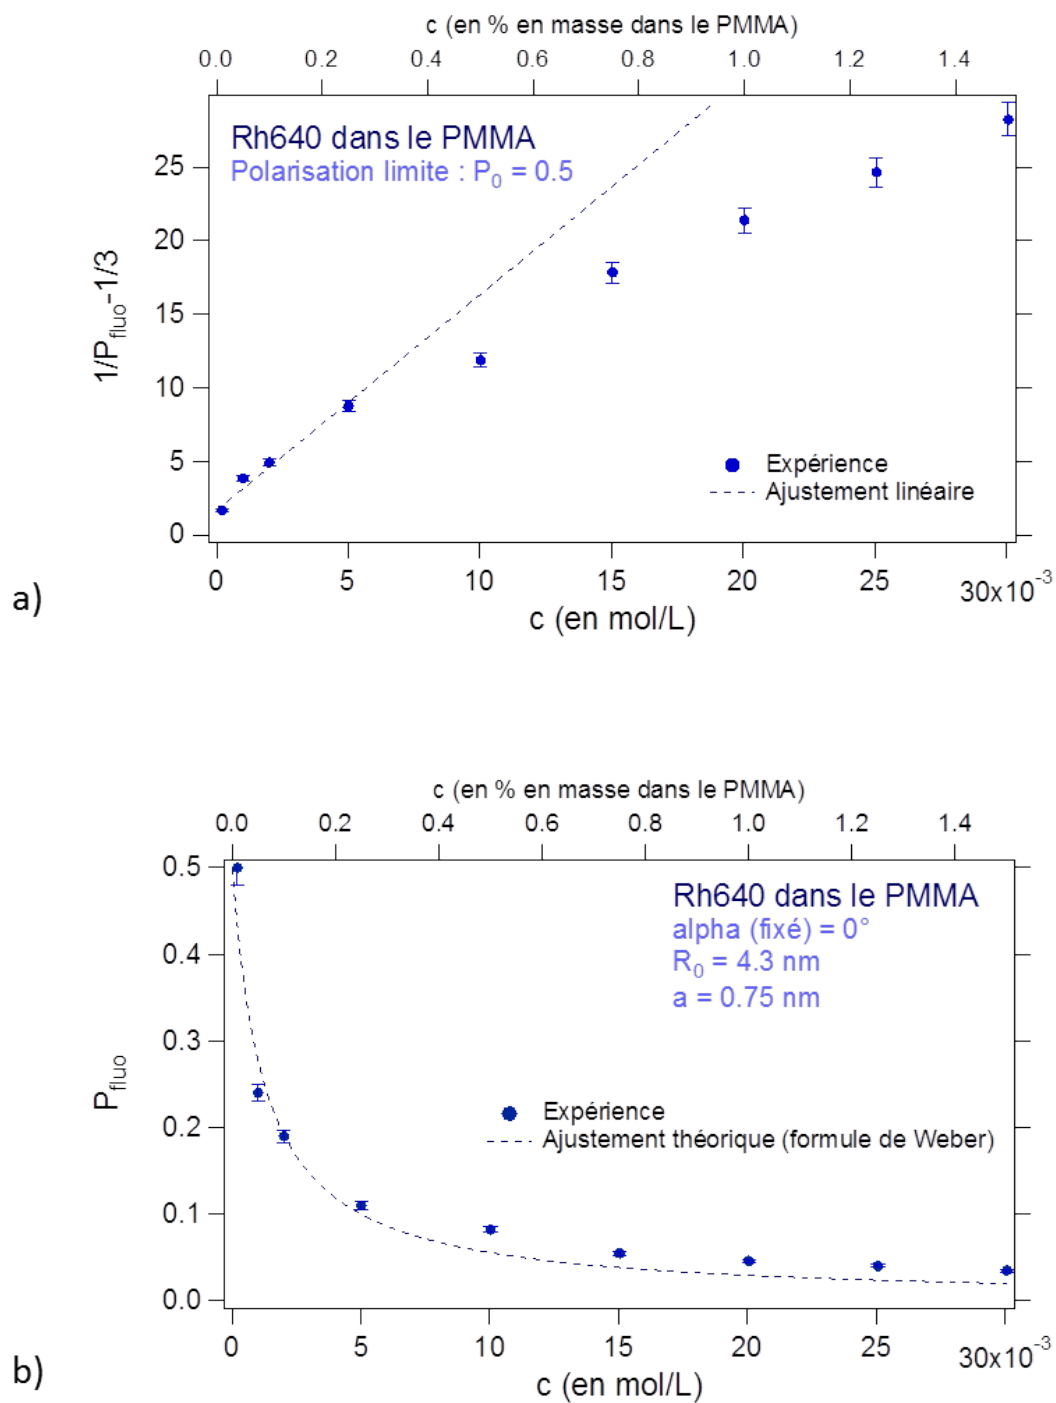 c (en % en masse dans le PMMA)
0.0 0.2 0.4 0.6 0.8 1.0 1.2 1.4
Rh640 dans le PMMA
Polarisation limite : P₀ = 0.5
25
20
15
10
5
0
1/P_fluo-1/3
Expérience
Ajustement linéaire
0 5 10 15 20 25 30x10⁻³
c (en mol/L)
a)
c (en % en masse dans le PMMA)
0.0 0.2 0.4 0.6 0.8 1.0 1.2 1.4
Rh640 dans le PMMA
alpha (fixé) = 0°
R₀ = 4.3 nm
a = 0.75 nm
0.5
0.4
0.3
0.2
0.1
0.0
P_fluo
Expérience
Ajustement théorique (formule de Weber)
0 5 10 15 20 25 30x10⁻³
c (en mol/L)
b)